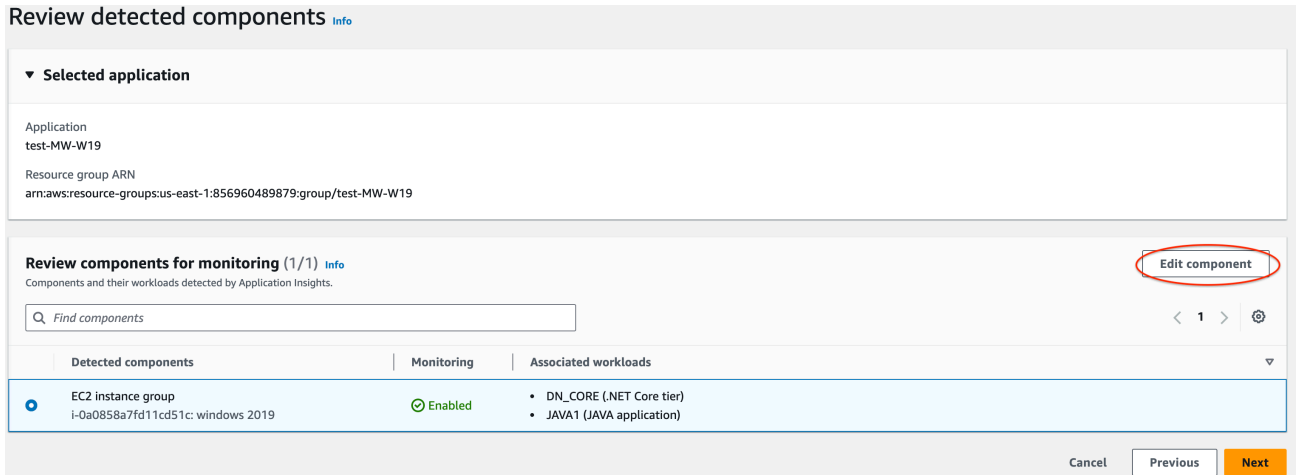 Review detected components Info
Selected application
Application
test-MW-W19
Resource group ARN
arn:aws:resource-groups:us-east-1:856960489879:group/test-MW-W19
Review components for monitoring (1/1) Info
Edit component
Components and their workloads detected by Application Insights.
Find components
1
Detected components Monitoring Associated workloads
EC2 instance group
i-0a0858a7fd11cd51c: windows 2019
Enabled
• DN_CORE (.NET Core tier)
• JAVA1 (JAVA application)
Cancel Previous Next